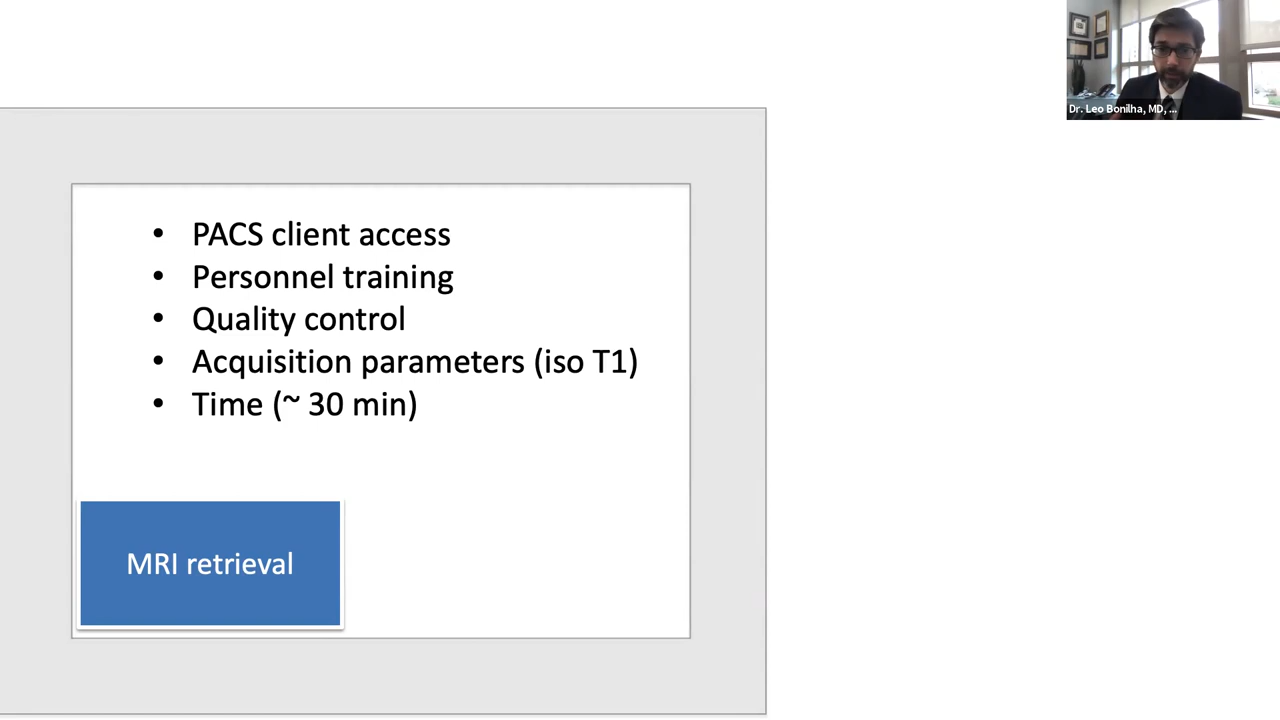 Dr. Leo Bonilha, MD, ...
• PACS client access
• Personnel training
• Quality control
• Acquisition parameters (iso T1)
• Time (~ 30 min)
MRI retrieval